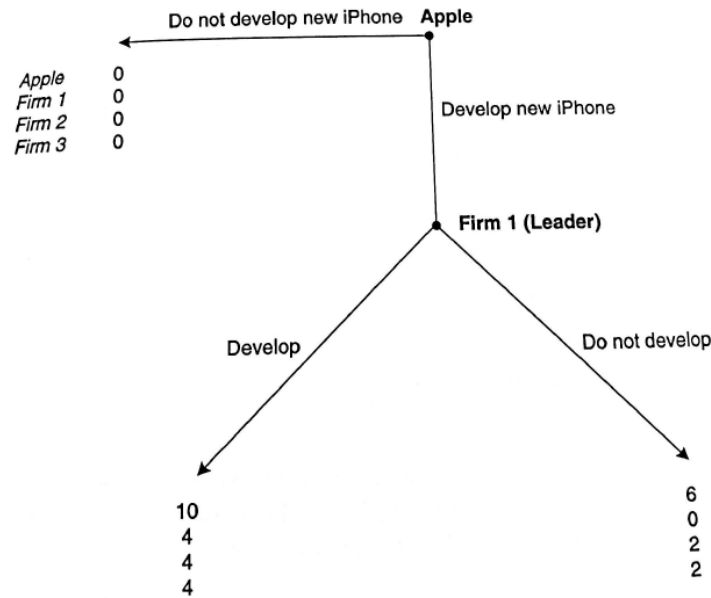 Do not develop new iPhone
Apple
Apple 0
Firm 1 0
Firm 2 0
Firm 3 0
Develop new iPhone
Firm 1 (Leader)
Develop
Do not develop
10
4
4
4
6
0
2
2